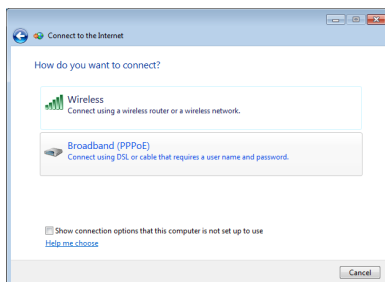 Connect to the Internet
How do you want to connect?
Wireless
Connect using a wireless router or a wireless network.
Broadband (PPPoE)
Connect using DSL or cable that requires a user name and password.
Show connection options that this computer is not set up to use
Help me choose
Cancel